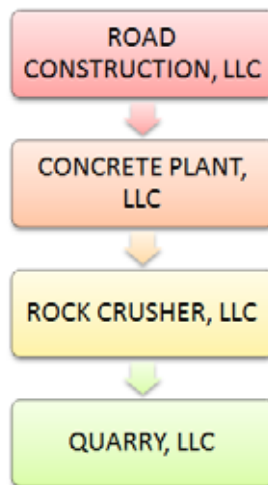 ROAD
CONSTRUCTION, LLC
CONCRETE PLANT,
LLC
ROCK CRUSHER, LLC
QUARRY, LLC